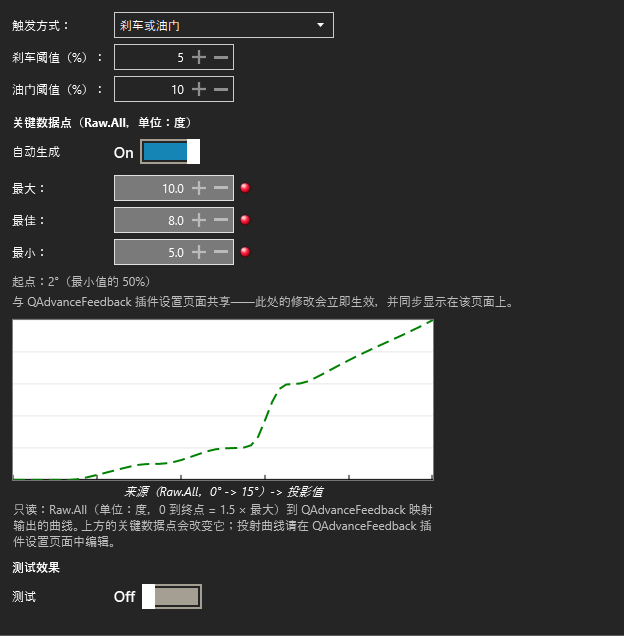 触发方式：
刹车或油门
刹车阈值（%）：
5
油门阈值（%）：
10
关键数据点（Raw.All，单位：度）
自动生成
On
最大：
10.0
最佳：
8.0
最小：
5.0
起点：2°（最小值的 50%）
与 QAdvanceFeedback 插件设置页面共享——此处的修改会立即生效，并同步显示在该页面上。
来源（Raw.All，0° -> 15°）-> 投影值
只读：Raw.All（单位：度，0 到终点 = 1.5 × 最大）到 QAdvanceFeedback 映射
输出的曲线。上方的关键数据点会改变它；投射曲线请在 QAdvanceFeedback 插
件设置页面中编辑。
测试效果
测试
Off